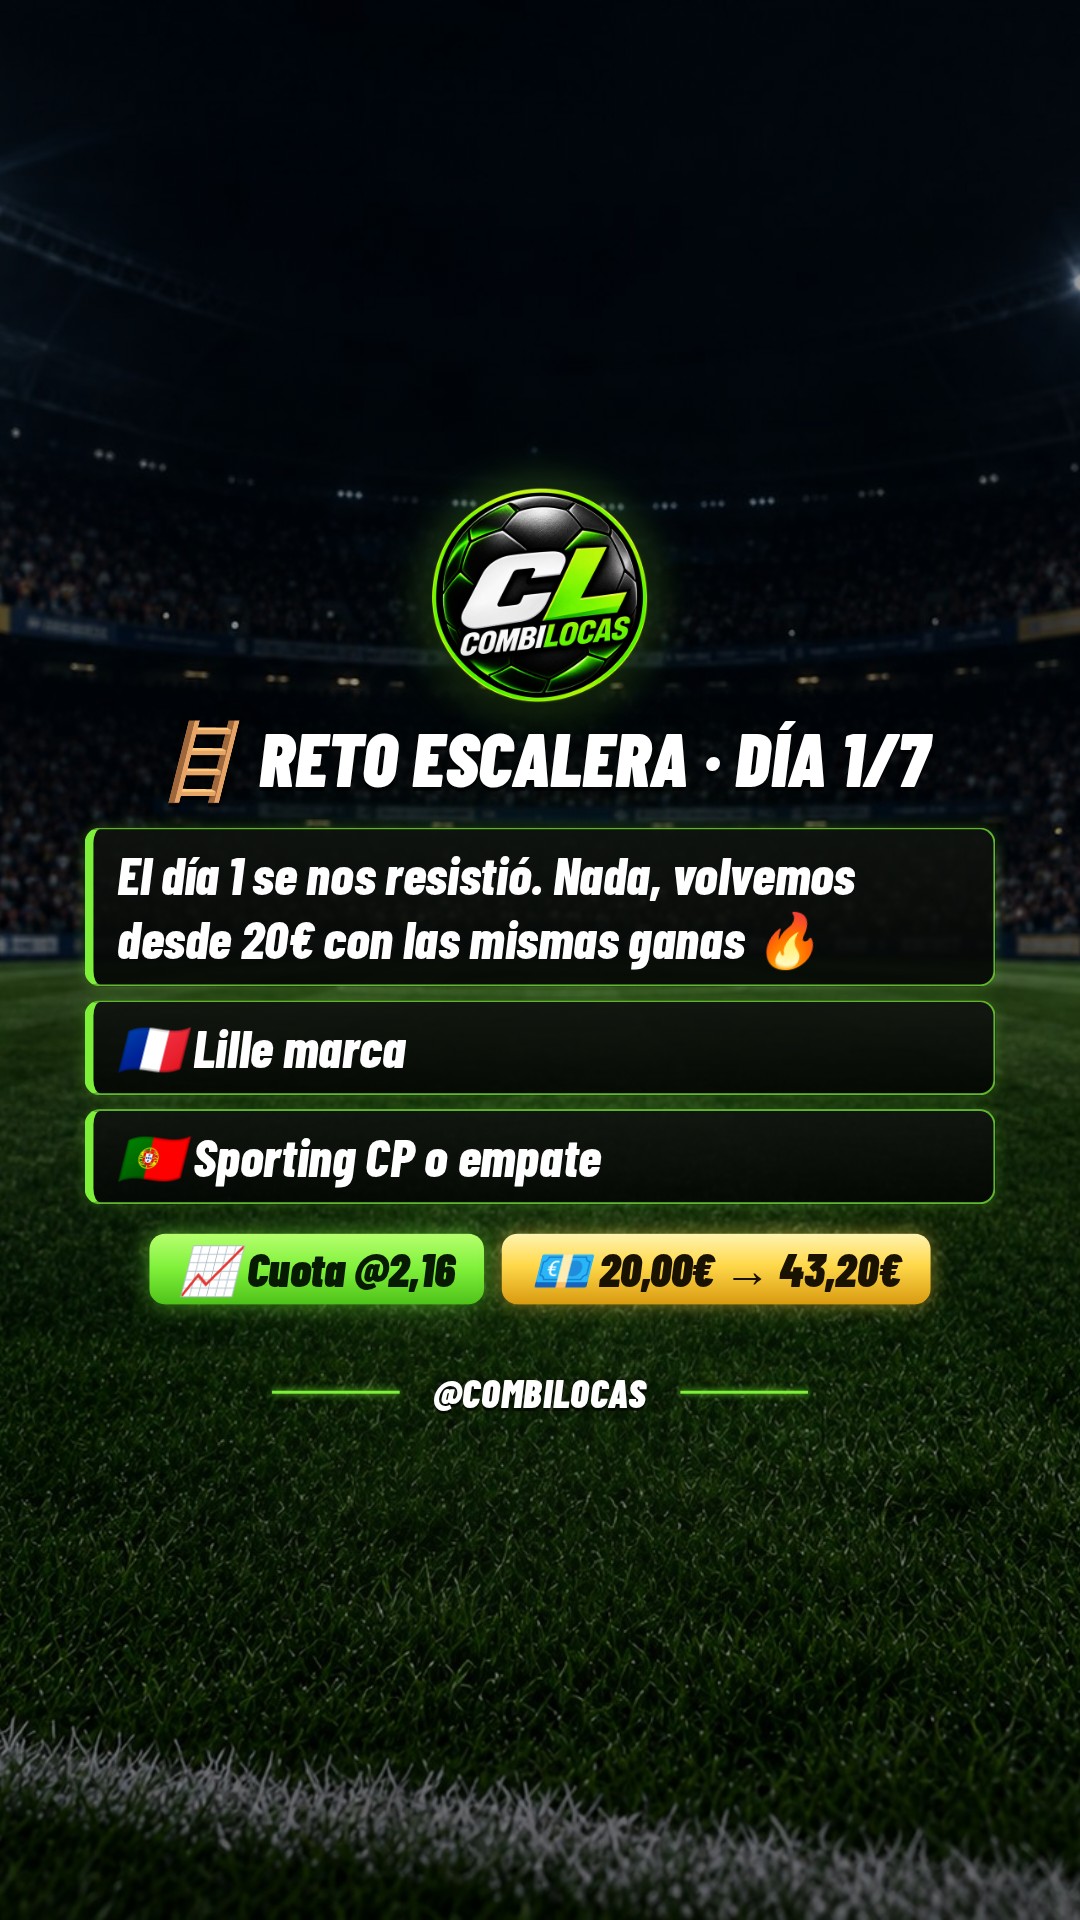 CL
COMBILOCAS
🪜 RETO ESCALERA · DÍA 1/7
El día 1 se nos resistió. Nada, volvemos
desde 20€ con las mismas ganas 🔥
🇫🇷 Lille marca
🇵🇹 Sporting CP o empate
📈 Cuota @2,16
💶 20,00€ → 43,20€
@COMBILOCAS